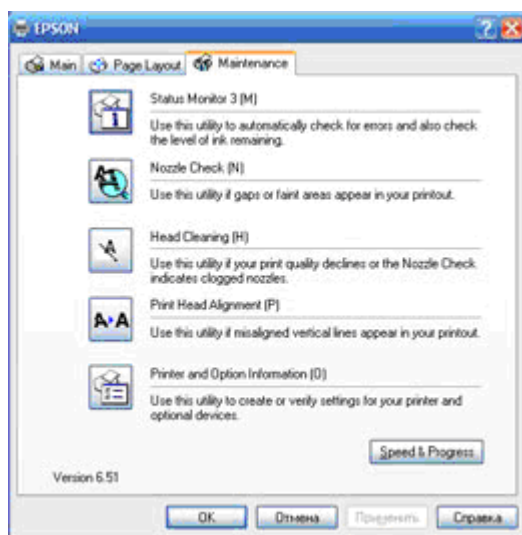 EPSON
Main
Page Layout
Maintenance
Status Monitor 3 (M)
Use this utility to automatically check for errors and also check
the level of ink remaining.
Nozzle Check (N)
Use this utility if gaps or faint areas appear in your printout.
Head Cleaning (H)
Use this utility if your print quality declines or the Nozzle Check
indicates clogged nozzles.
Print Head Alignment (P)
A›A
Use this utility if misaligned vertical lines appear in your printout.
Printer and Option Information (O)
Use this utility to create or verify settings for your printer and
optional devices.
Speed & Progress
Version 6.51
OK
Отмена
Применить
Справка